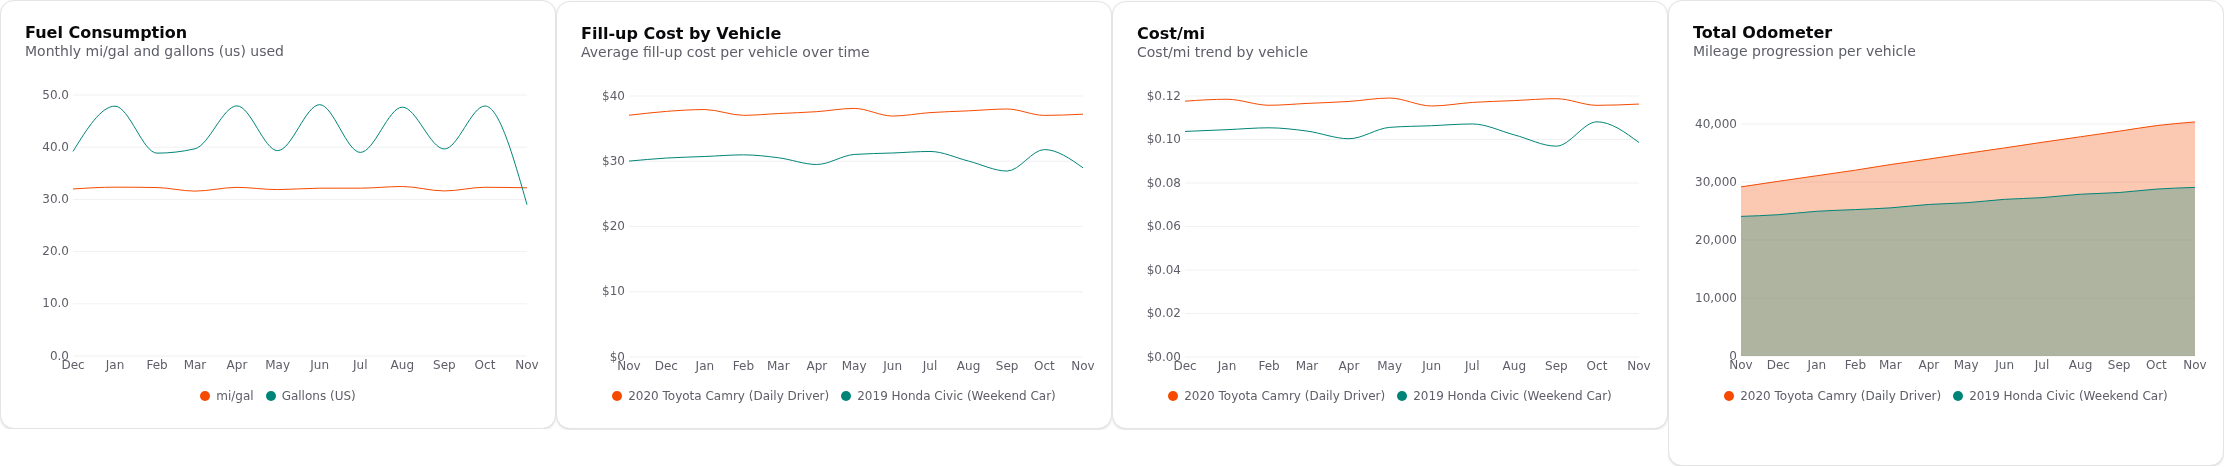 Fuel Consumption
Monthly mi/gal and gallons (us) used
50.0
40.0
30.0
20.0
10.0
0.0
Dec Jan Feb Mar Apr May Jun Jul Aug Sep Oct Nov
mi/gal Gallons (US)
Fill-up Cost by Vehicle
Average fill-up cost per vehicle over time
$40
$30
$20
$10
$0
Nov Dec Jan Feb Mar Apr May Jun Jul Aug Sep Oct Nov
2020 Toyota Camry (Daily Driver) 2019 Honda Civic (Weekend Car)
Cost/mi
Cost/mi trend by vehicle
$0.12
$0.10
$0.08
$0.06
$0.04
$0.02
$0.00
Dec Jan Feb Mar Apr May Jun Jul Aug Sep Oct Nov
2020 Toyota Camry (Daily Driver) 2019 Honda Civic (Weekend Car)
Total Odometer
Mileage progression per vehicle
40,000
30,000
20,000
10,000
0
Nov Dec Jan Feb Mar Apr May Jun Jul Aug Sep Oct Nov
2020 Toyota Camry (Daily Driver) 2019 Honda Civic (Weekend Car)